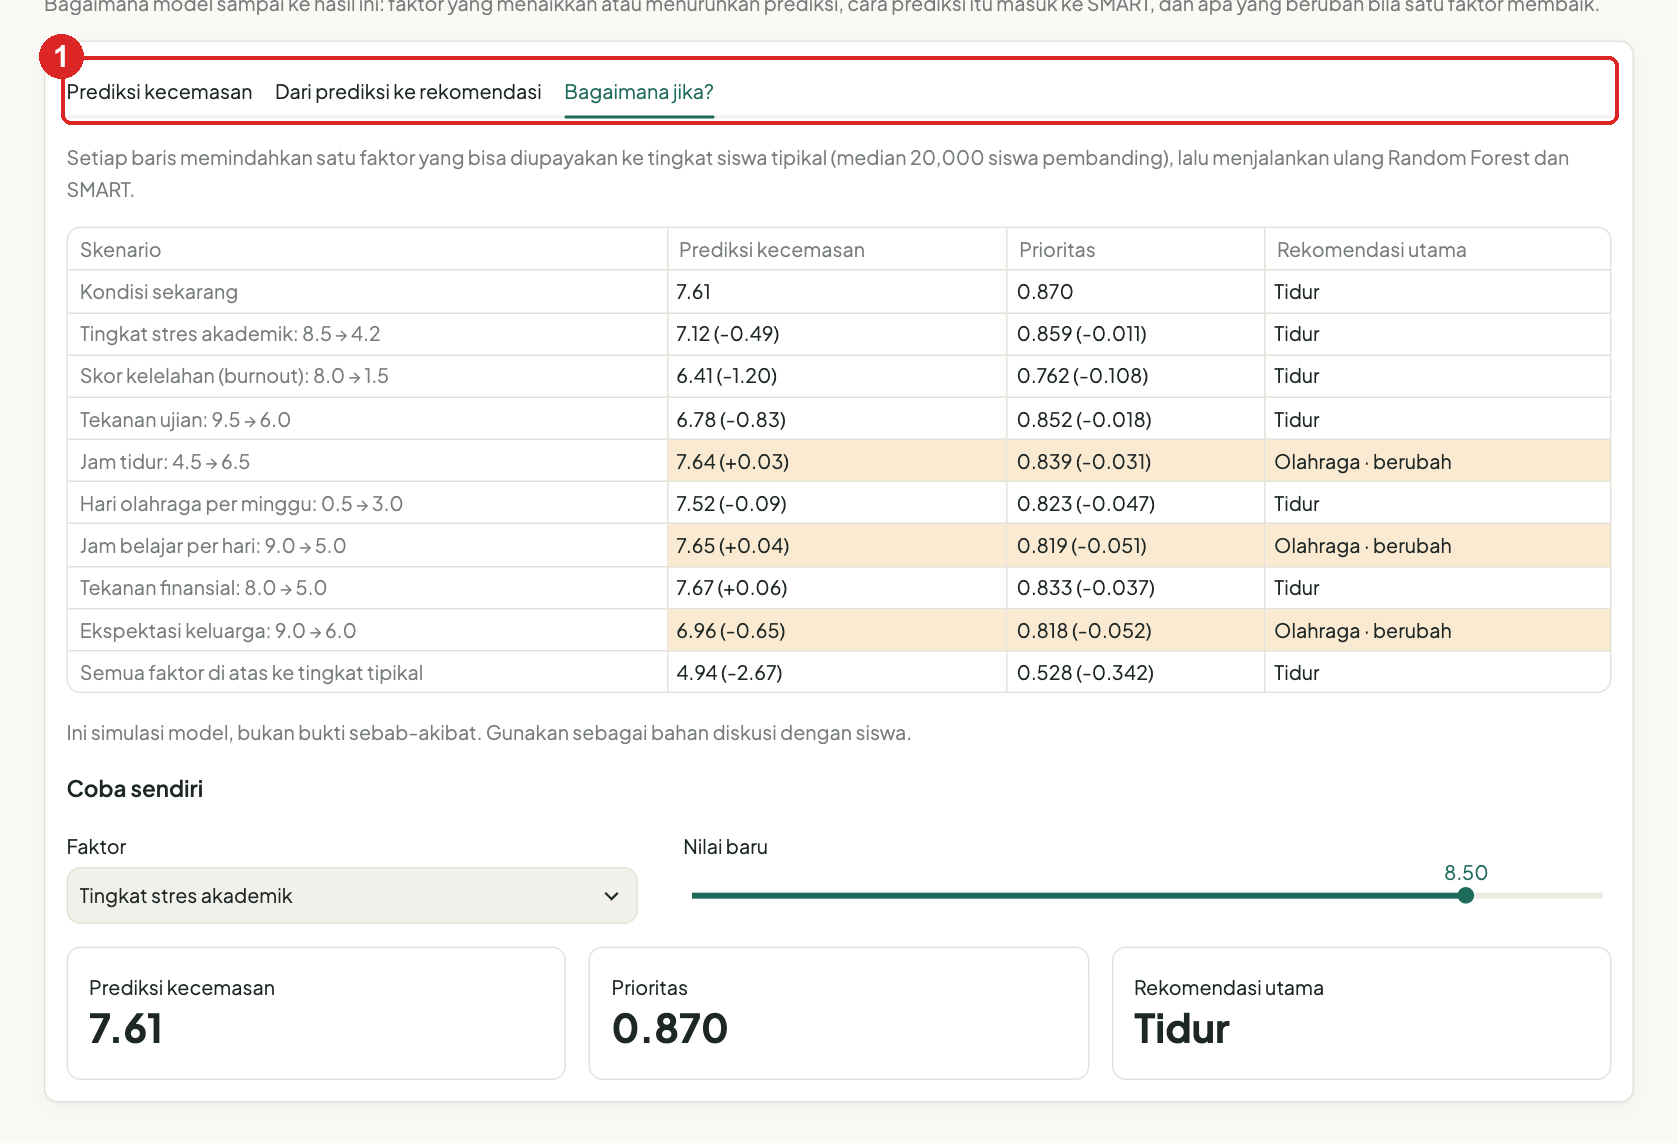 Bagaimana model sampai ke hasil ini: faktor yang menaikkan atau menurunkan prediksi, cara prediksi itu masuk ke SMART, dan apa yang berubah bila satu faktor membaik.
1
Prediksi kecemasan Dari prediksi ke rekomendasi Bagaimana jika?
Setiap baris memindahkan satu faktor yang bisa diupayakan ke tingkat siswa tipikal (median 20,000 siswa pembanding), lalu menjalankan ulang Random Forest dan
SMART.
Skenario Prediksi kecemasan Prioritas Rekomendasi utama
Kondisi sekarang 7.61 0.870 Tidur
Tingkat stres akademik: 8.5 → 4.2 7.12 (-0.49) 0.859 (-0.011) Tidur
Skor kelelahan (burnout): 8.0 → 1.5 6.41 (-1.20) 0.762 (-0.108) Tidur
Tekanan ujian: 9.5 → 6.0 6.78 (-0.83) 0.852 (-0.018) Tidur
Jam tidur: 4.5 → 6.5 7.64 (+0.03) 0.839 (-0.031) Olahraga · berubah
Hari olahraga per minggu: 0.5 → 3.0 7.52 (-0.09) 0.823 (-0.047) Tidur
Jam belajar per hari: 9.0 → 5.0 7.65 (+0.04) 0.819 (-0.051) Olahraga · berubah
Tekanan finansial: 8.0 → 5.0 7.67 (+0.06) 0.833 (-0.037) Tidur
Ekspektasi keluarga: 9.0 → 6.0 6.96 (-0.65) 0.818 (-0.052) Olahraga · berubah
Semua faktor di atas ke tingkat tipikal 4.94 (-2.67) 0.528 (-0.342) Tidur
Ini simulasi model, bukan bukti sebab-akibat. Gunakan sebagai bahan diskusi dengan siswa.
Coba sendiri
Faktor Nilai baru
8.50
Tingkat stres akademik
Prediksi kecemasan Prioritas Rekomendasi utama
7.61 0.870 Tidur